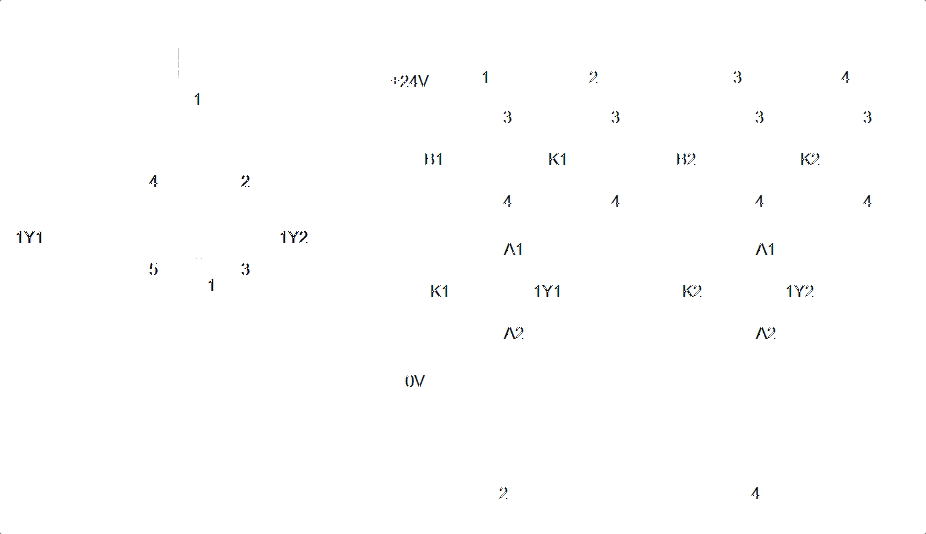 +24V 1 2 3 4
1
3 3 3 3
B1 K1 B2 K2
4 2
4 4 4 4
1Y1 1Y2
A1 A1
5 3
1
K1 1Y1 K2 1Y2
A2 A2
0V
2 4